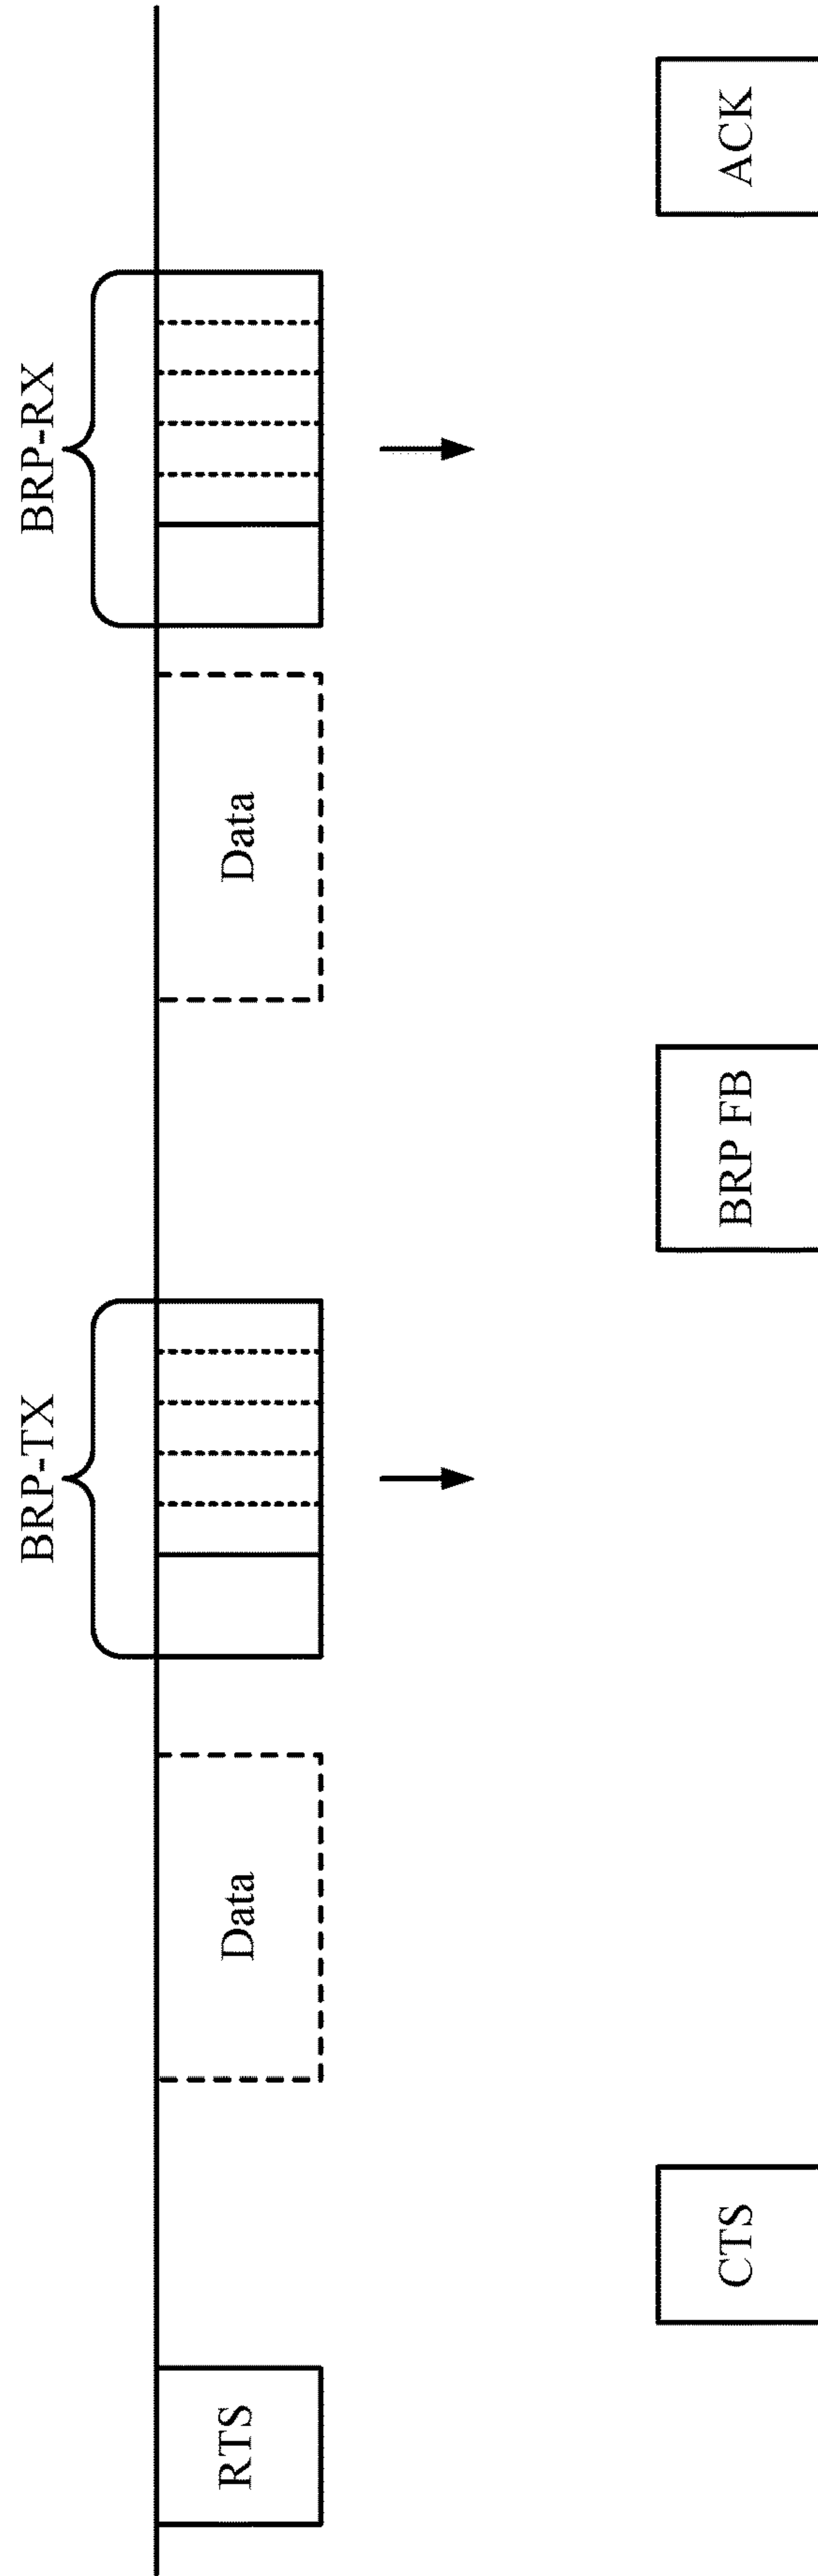 RTS
CTS
Data
BRP-TX
BRP FB
Data
BRP-RX
ACK